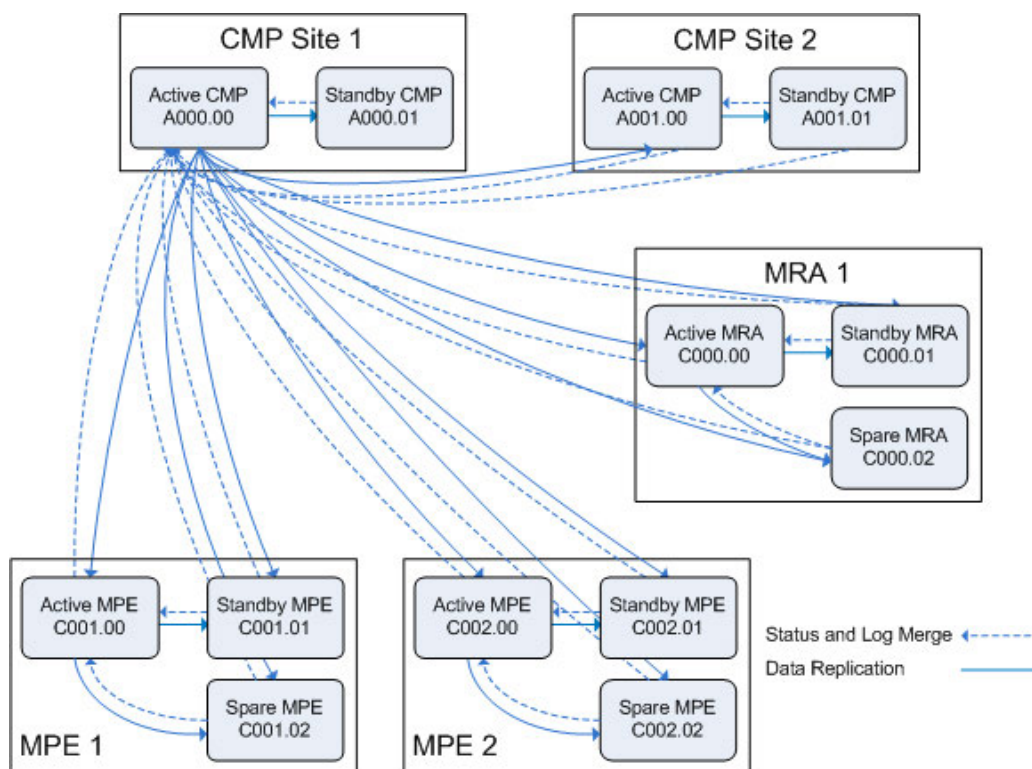 CMP Site 1
Active CMP
A000.00
Standby CMP
A000.01
CMP Site 2
Active CMP
A001.00
Standby CMP
A001.01
MRA 1
Active MRA
C000.00
Standby MRA
C000.01
Spare MRA
C000.02
Active MPE
C001.00
Standby MPE
C001.01
Spare MPE
C001.02
MPE 1
Active MPE
C002.00
Standby MPE
C002.01
Spare MPE
C002.02
MPE 2
Status and Log Merge
Data Replication